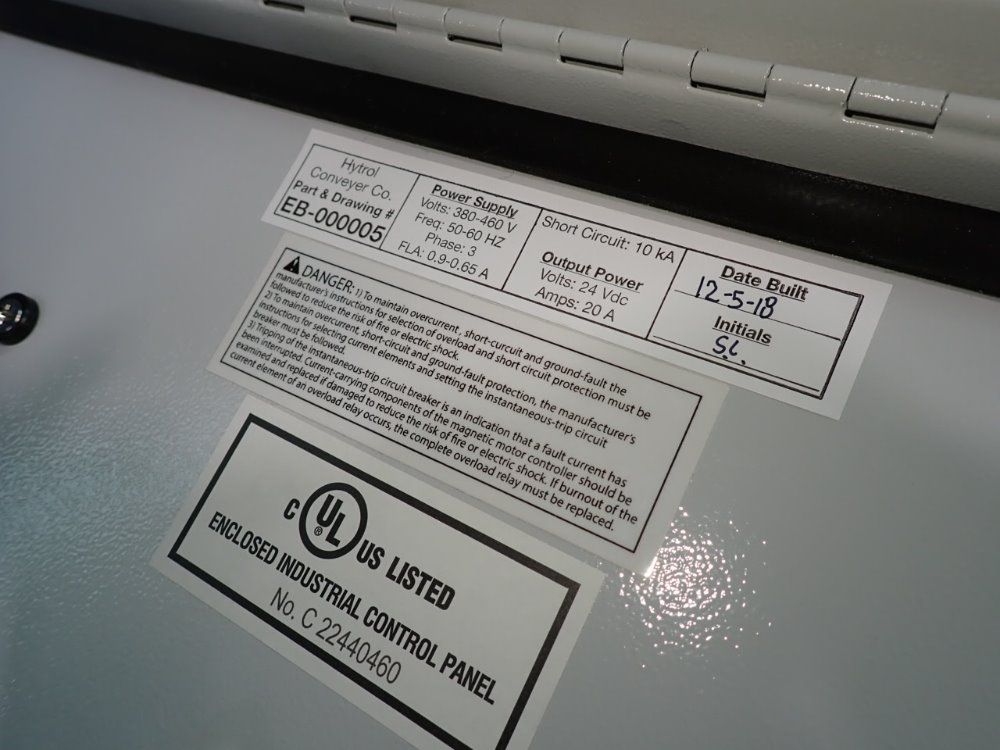 Hytrol
Conveyer Co.
Part & Drawing #
EB-000005
Power Supply
Volts: 380-460 V
Freq: 50-60 HZ
Phase: 3
FLA: 0.9-0.65 A
Short Circuit: 10 kA
Output Power
Volts: 24 Vdc
Amps: 20 A
Date Built
12-5-18
Initials
S.C.
DANGER: 1) To maintain overcurrent, short-curcuit and ground-fault the
manufacturer's instructions for selection of overload and short circuit protection must be
followed to reduce the risk of fire or electric shock.
2) To maintain overcurrent, short-circuit and ground-fault protection, the manufacturer's
instructions for selecting current elements and setting the instantaneous-trip circuit
breaker must be followed.
3) Tripping of the instantaneous-trip circuit breaker is an indication that a fault current has
been interrupted. Current-carrying components of the magnetic motor controller should be
examined and replaced if damaged to reduce the risk of fire or electric shock. If burnout of the
current element of an overload relay occurs, the complete overload relay must be replaced.
C UL ® US LISTED
ENCLOSED INDUSTRIAL CONTROL PANEL
No. C 22440460